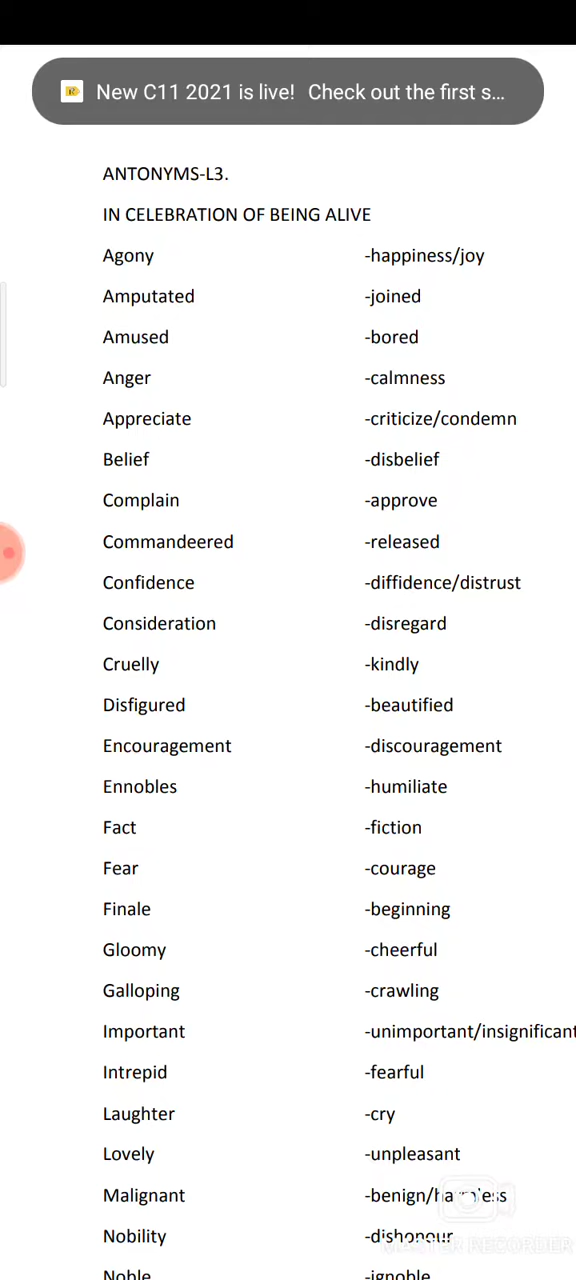 New C11 2021 is live! Check out the first s...
ANTONYMS-L3.
IN CELEBRATION OF BEING ALIVE
Agony -happiness/joy
Amputated -joined
Amused -bored
Anger -calmness
Appreciate -criticize/condemn
Belief -disbelief
Complain -approve
Commandeered -released
Confidence -diffidence/distrust
Consideration -disregard
Cruelly -kindly
Disfigured -beautified
Encouragement -discouragement
Ennobles -humiliate
Fact -fiction
Fear -courage
Finale -beginning
Gloomy -cheerful
Galloping -crawling
Important -unimportant/insignificant
Intrepid -fearful
Laughter -cry
Lovely -unpleasant
Malignant -benign/harmless
Nobility -dishonour
MASTER RECORDER
Noble -ignoble